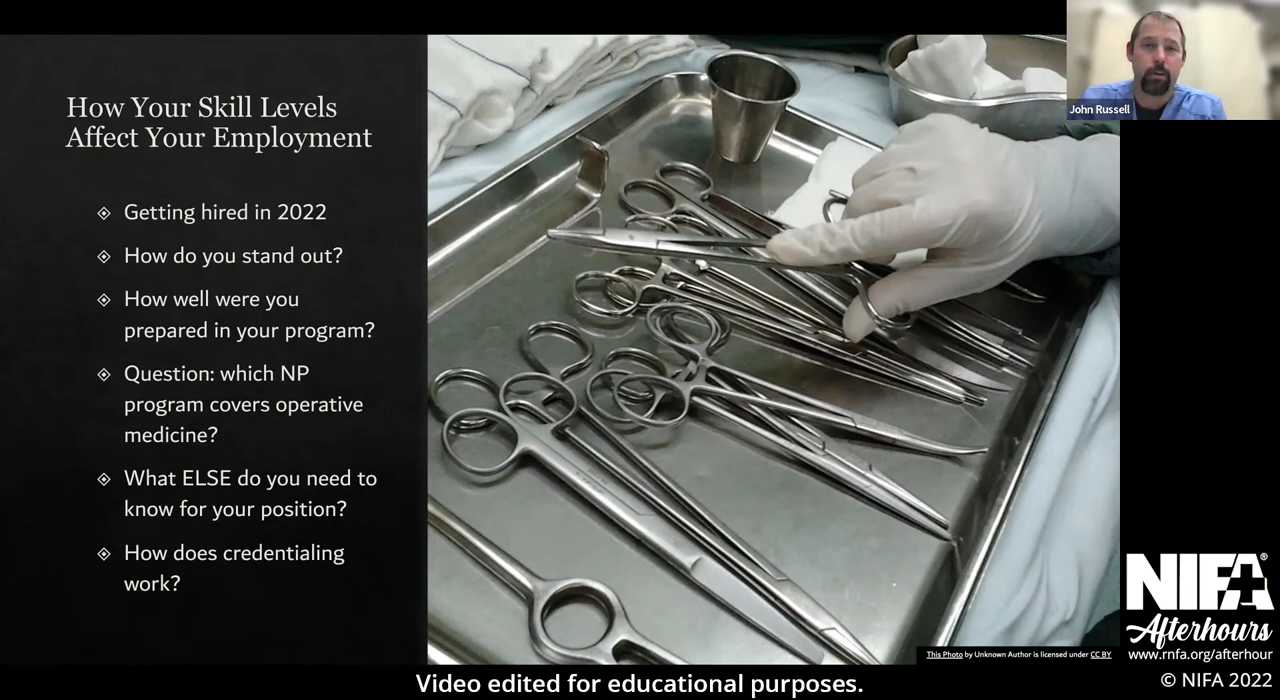 How Your Skill Levels
Affect Your Employment
Getting hired in 2022
How do you stand out?
How well were you
prepared in your program?
Question: which NP
program covers operative
medicine?
What ELSE do you need to
know for your position?
How does credentialing
work?
John Russell
This Photo by Unknown Author is licensed under CC BY
NIFA®
Afterhours
www.rnfa.org/afterhour
© NIFA 2022
Video edited for educational purposes.